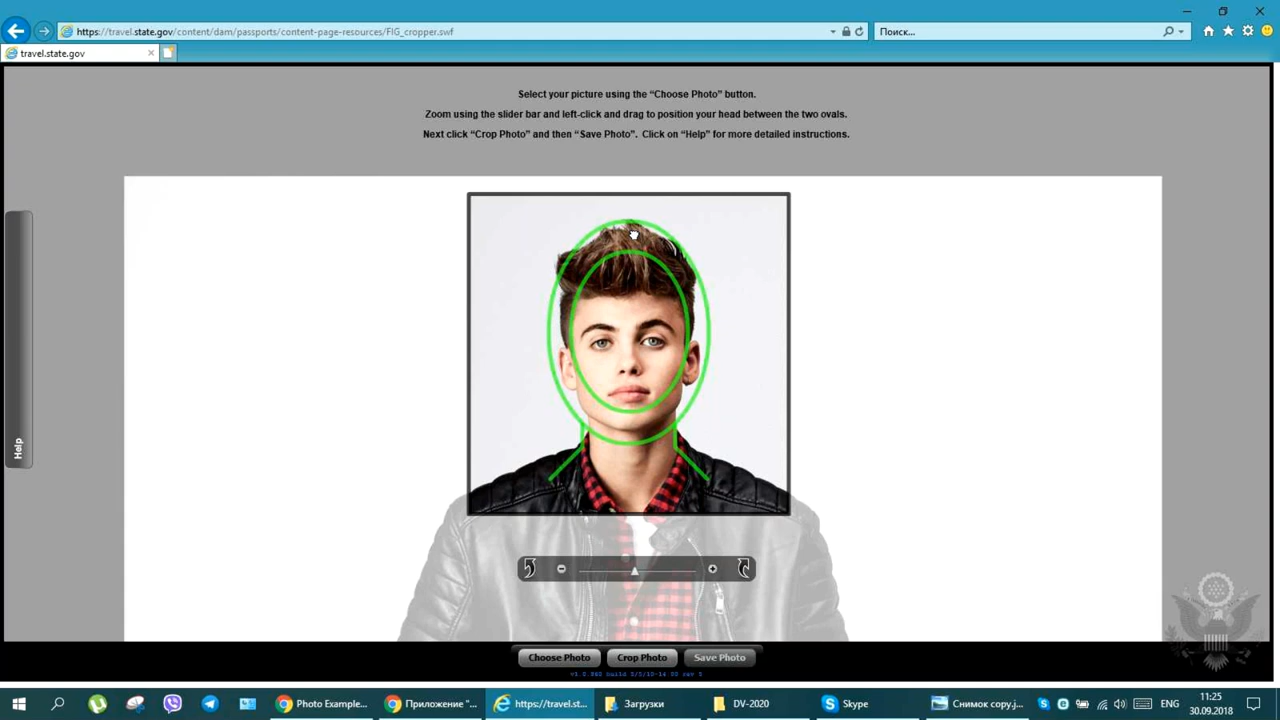 https://travel.state.gov/content/dam/passports/content-page-resources/FIG_cropper.swf
Поиск...
travel.state.gov
Select your picture using the “Choose Photo” button.
Zoom using the slider bar and left-click and drag to position your head between the two ovals.
Next click “Crop Photo” and then “Save Photo”. Click on “Help” for more detailed instructions.
Help
Choose Photo
Crop Photo
Save Photo
Photo Example...
Приложение "...
https://travel.st...
Загрузки
DV-2020
Skype
Снимок copy.j...
ENG
11:25
30.09.2018